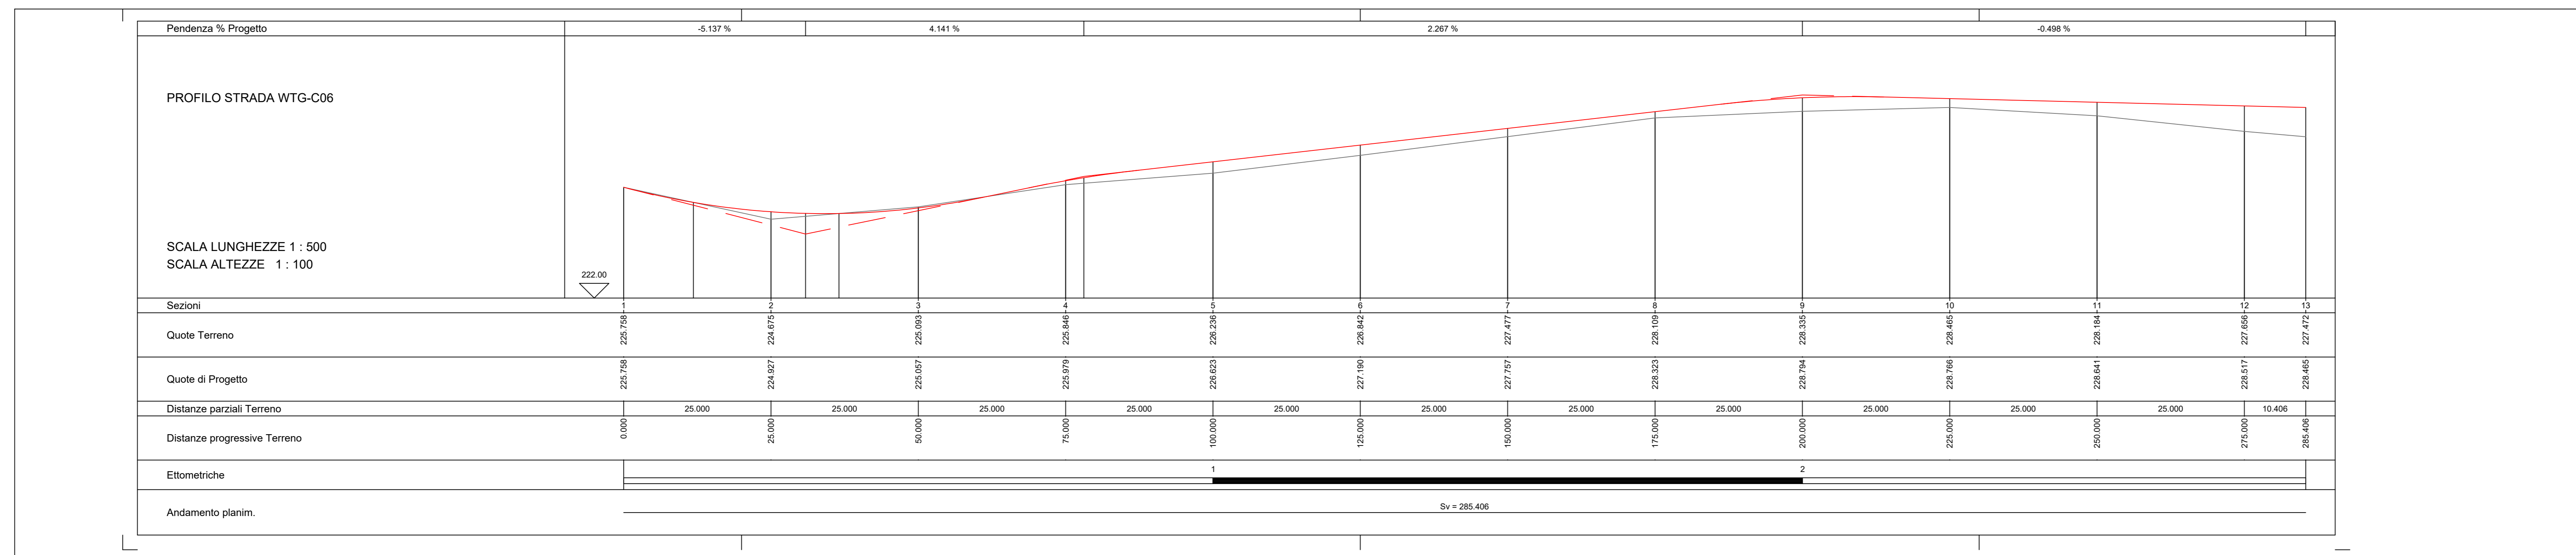 Pendenza % Progetto -5.137 % 4.141 % 2.267 % -0.498 %
PROFILO STRADA WTG-C06
SCALA LUNGHEZZE 1 : 500
SCALA ALTEZZE 1 : 100
222.00
Sezioni 1 2 3 4 5 6 7 8 9 10 11 12 13
Quote Terreno 225.758 224.675 225.093 225.846 226.236 226.842 227.477 228.109 228.335 228.465 228.184 227.656 227.472
Quote di Progetto 225.758 224.927 225.057 225.979 226.623 227.190 227.757 228.323 228.794 228.766 228.641 228.517 228.465
Distanze parziali Terreno 25.000 25.000 25.000 25.000 25.000 25.000 25.000 25.000 25.000 25.000 25.000 10.406
Distanze progressive Terreno 0.000 25.000 50.000 75.000 100.000 125.000 150.000 175.000 200.000 225.000 250.000 275.000 285.406
Ettometriche 1 2
Andamento planim. Sv = 285.406